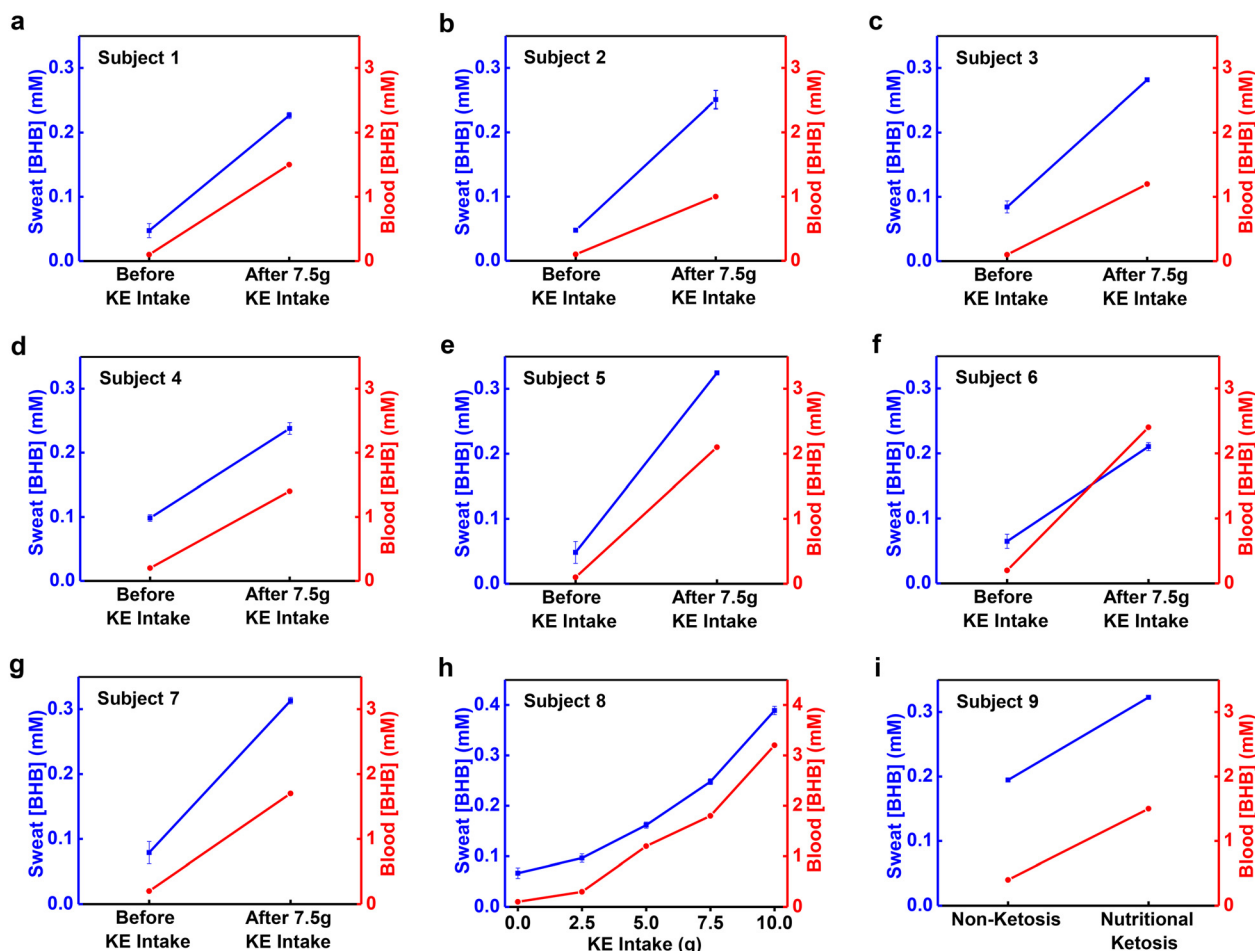 a
Subject 1
Sweat [BHB] (mM)
0.3
0.2
0.1
0.0
3
2
1
0
Blood [BHB] (mM)
Before
KE Intake
After 7.5g
KE Intake
b
Subject 2
Sweat [BHB] (mM)
0.3
0.2
0.1
0.0
3
2
1
0
Blood [BHB] (mM)
Before
KE Intake
After 7.5g
KE Intake
c
Subject 3
Sweat [BHB] (mM)
0.3
0.2
0.1
0.0
3
2
1
0
Blood [BHB] (mM)
Before
KE Intake
After 7.5g
KE Intake
d
Subject 4
Sweat [BHB] (mM)
0.3
0.2
0.1
0.0
3
2
1
0
Blood [BHB] (mM)
Before
KE Intake
After 7.5g
KE Intake
e
Subject 5
Sweat [BHB] (mM)
0.3
0.2
0.1
0.0
3
2
1
0
Blood [BHB] (mM)
Before
KE Intake
After 7.5g
KE Intake
f
Subject 6
Sweat [BHB] (mM)
0.3
0.2
0.1
0.0
3
2
1
0
Blood [BHB] (mM)
Before
KE Intake
After 7.5g
KE Intake
g
Subject 7
Sweat [BHB] (mM)
0.3
0.2
0.1
0.0
3
2
1
0
Blood [BHB] (mM)
Before
KE Intake
After 7.5g
KE Intake
h
Subject 8
Sweat [BHB] (mM)
0.4
0.3
0.2
0.1
0.0
4
3
2
1
0
Blood [BHB] (mM)
0.0 2.5 5.0 7.5 10.0
KE Intake (g)
i
Subject 9
Sweat [BHB] (mM)
0.3
0.2
0.1
0.0
3
2
1
0
Blood [BHB] (mM)
Non-Ketosis
Nutritional
Ketosis